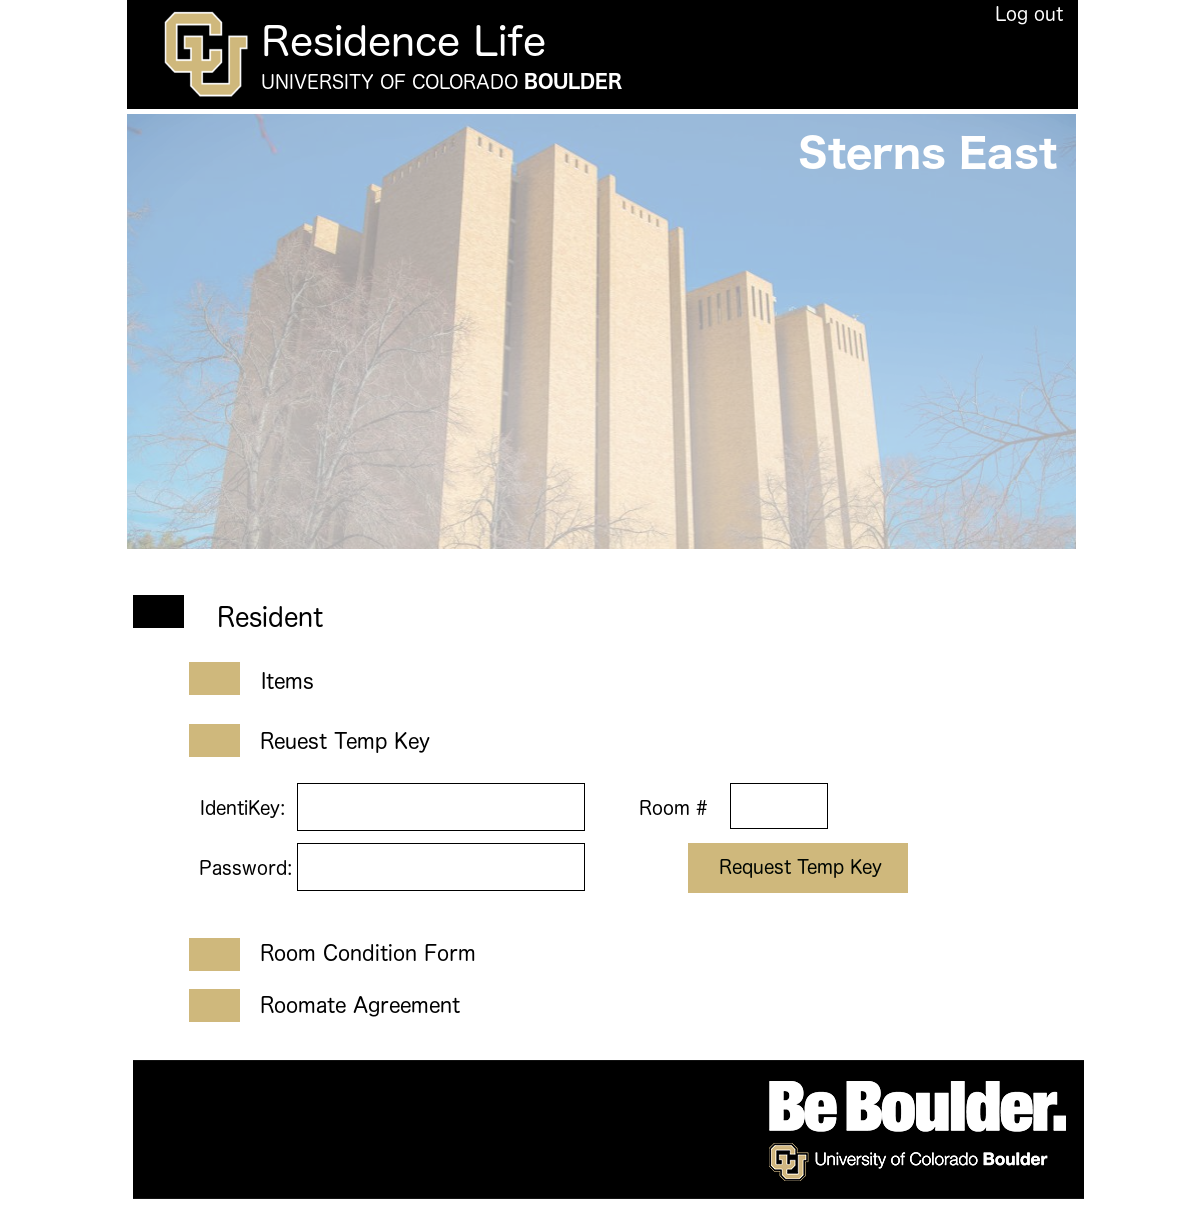 Log out
Residence Life
UNIVERSITY OF COLORADO BOULDER
Sterns East
Resident
Items
Reuest Temp Key
IdentiKey:
Room #
Password:
Request Temp Key
Room Condition Form
Roomate Agreement
Be Boulder.
University of Colorado Boulder